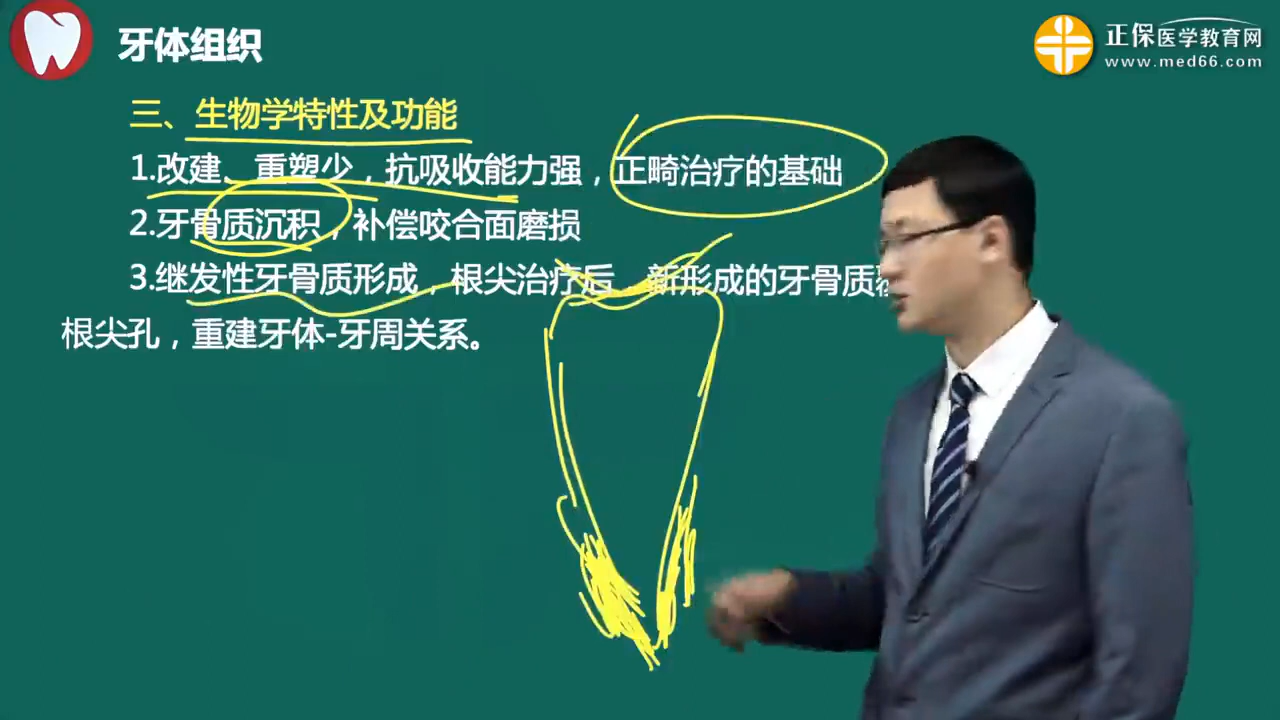 牙体组织
正保医学教育网
www.med66.com
三、生物学特性及功能
1.改建、重塑少，抗吸收能力强，正畸治疗的基础
2.牙骨质沉积，补偿咬合面磨损
3.继发性牙骨质形成，根尖治疗后，新形成的牙骨质
根尖孔，重建牙体-牙周关系。